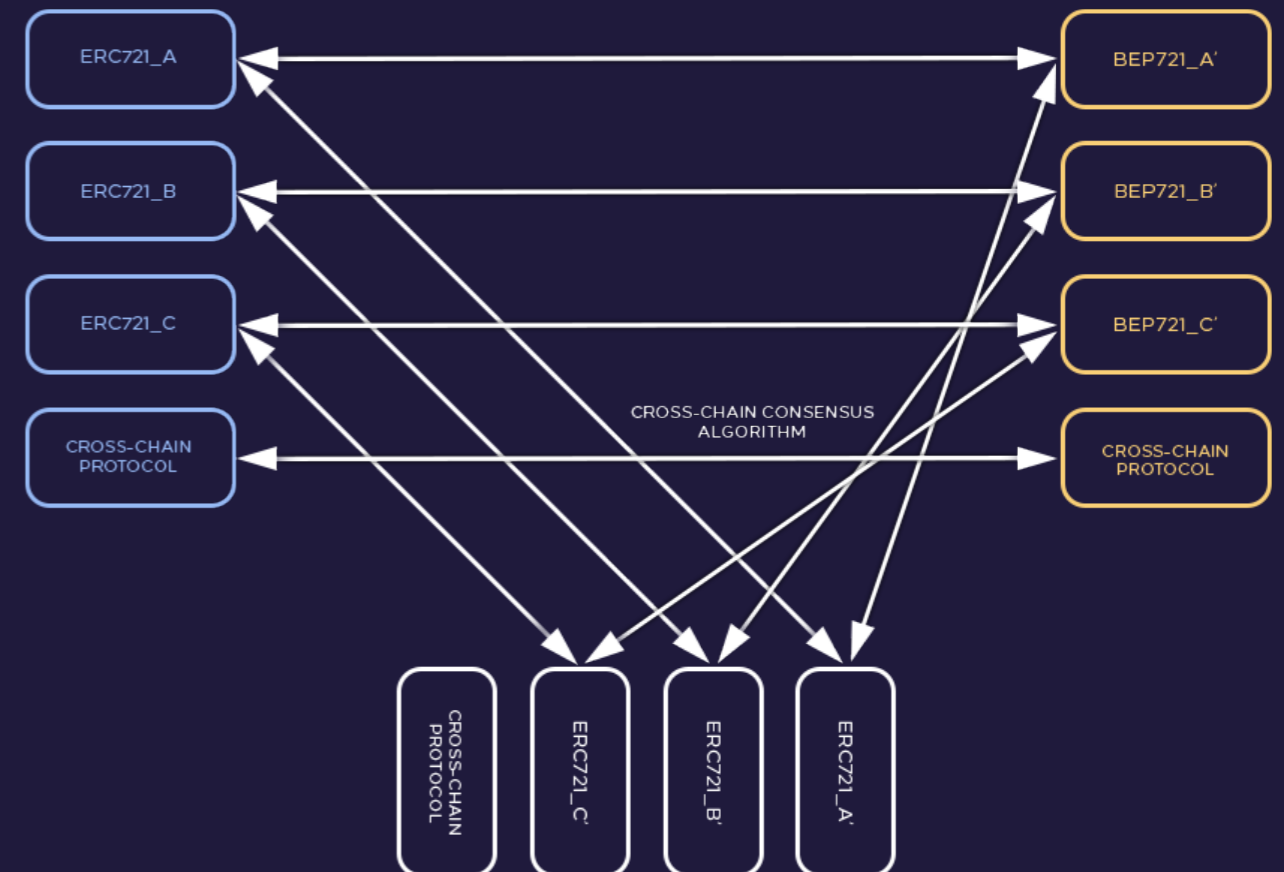 ERC721_A
BEP721_A′
ERC721_B
BEP721_B′
ERC721_C
BEP721_C′
CROSS-CHAIN CONSENSUS
ALGORITHM
CROSS-CHAIN
PROTOCOL
CROSS-CHAIN
PROTOCOL
CROSS-CHAIN
PROTOCOL
ERC721_C′
ERC721_B′
ERC721_A′